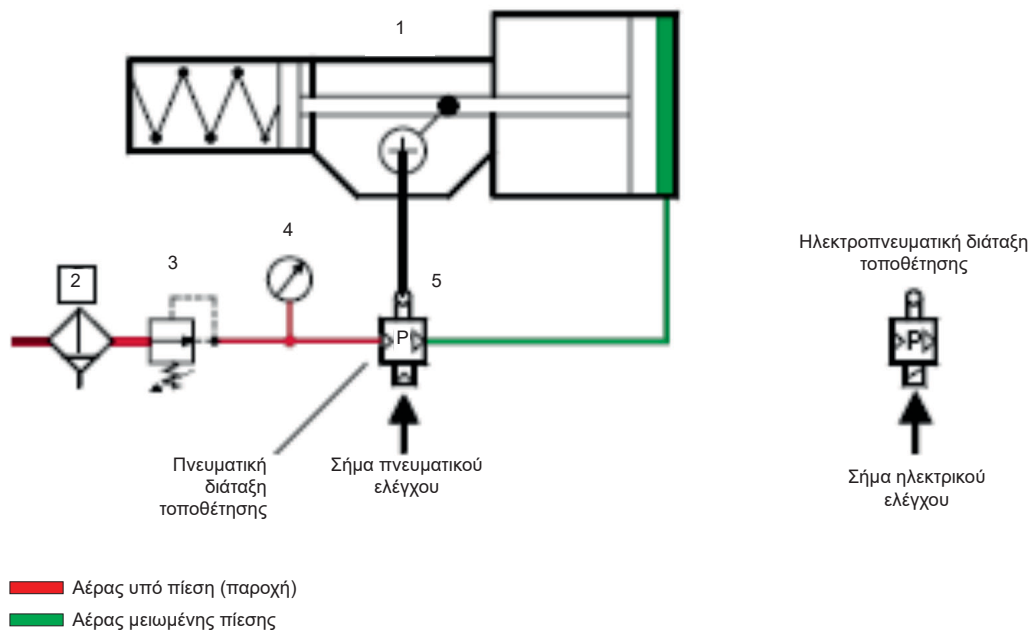 1
4
Ηλεκτροπνευματική διάταξη
τοποθέτησης
3
2
5
P
P
Πνευματική
διάταξη
τοποθέτησης
Σήμα πνευματικού
ελέγχου
Σήμα ηλεκτρικού
ελέγχου
Αέρας υπό πίεση (παροχή)
Αέρας μειωμένης πίεσης